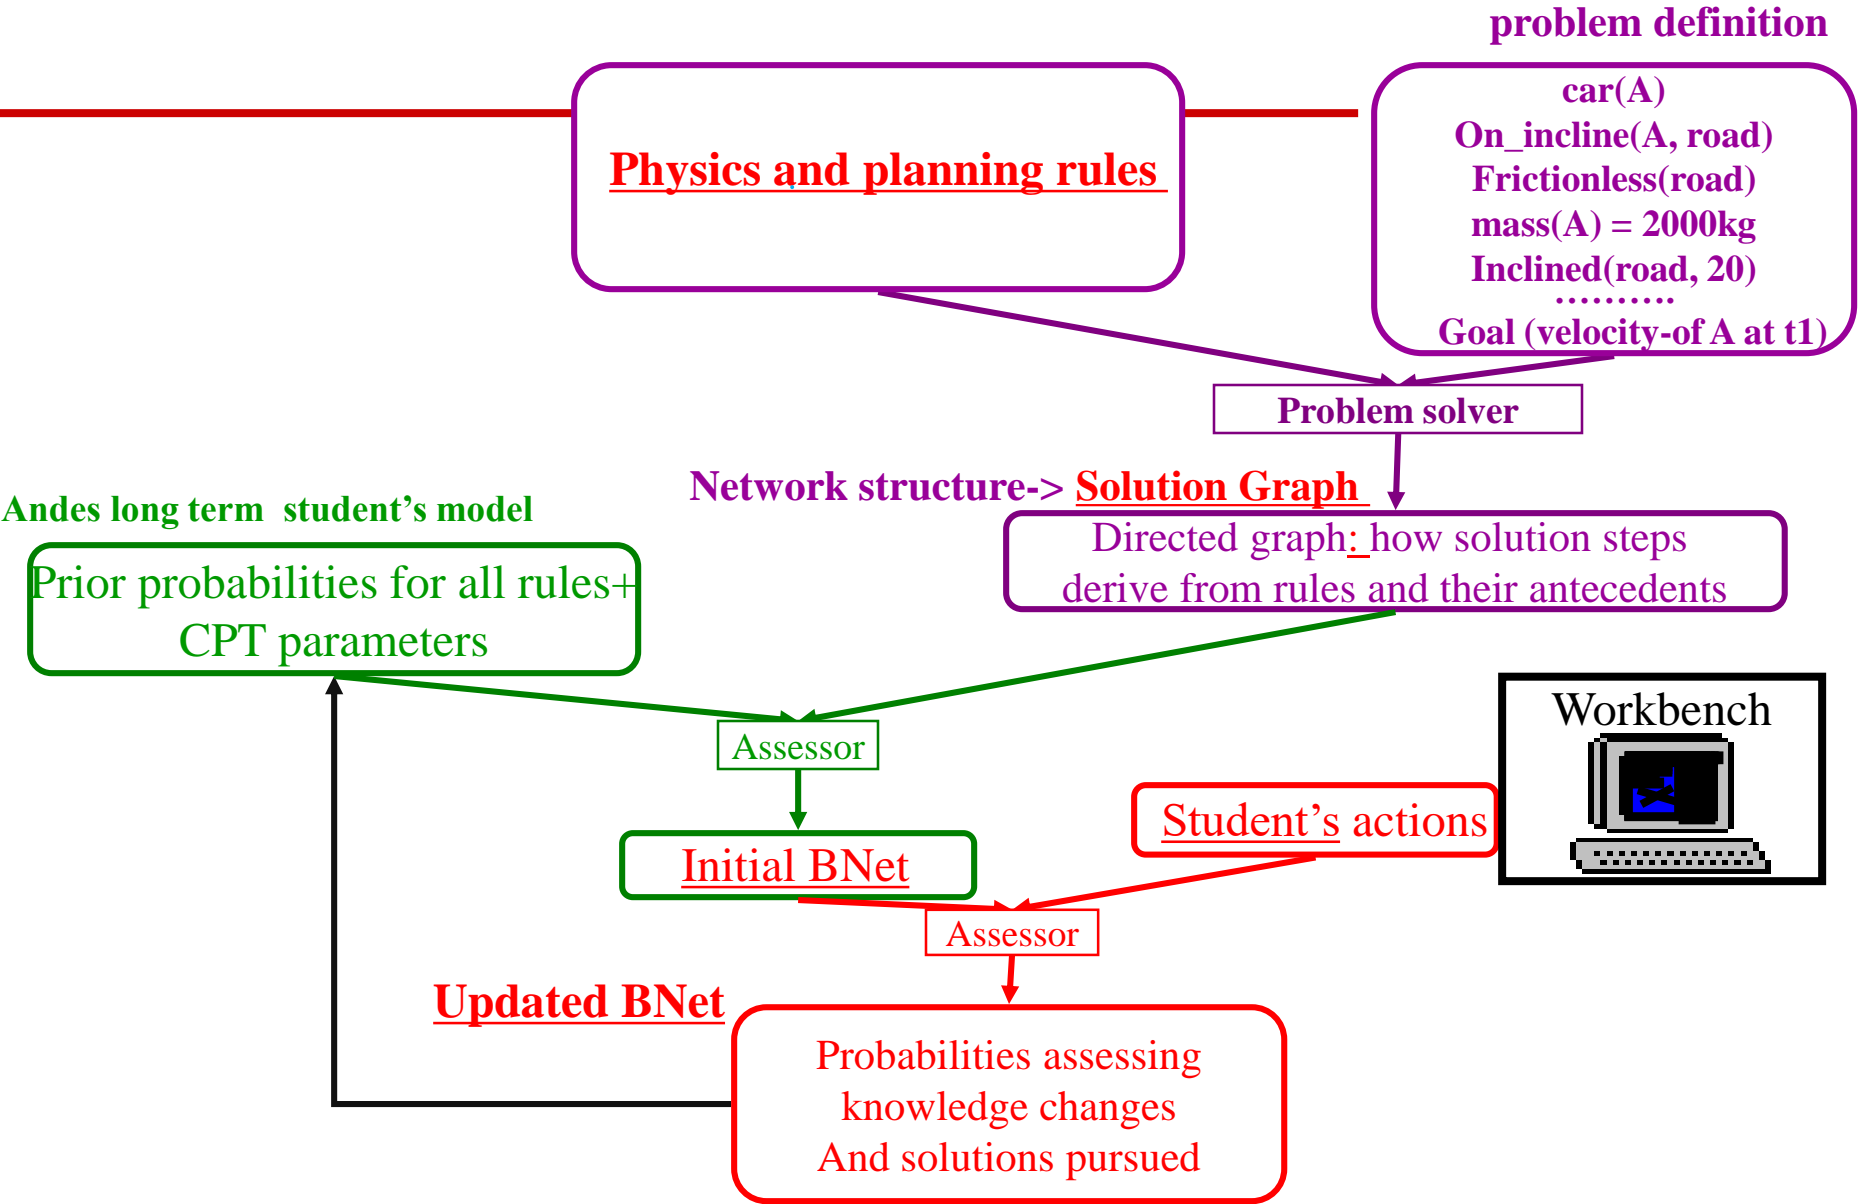 problem definition
car(A)
On_incline(A, road)
Physics and planning rules
Frictionless(road)
mass(A) = 2000kg
Inclined(road, 20)
……….
Goal (velocity-of A at t1)
Problem solver
Network structure-> Solution Graph
Andes long term student’s model
Directed graph: how solution steps
derive from rules and their antecedents
Prior probabilities for all rules+
CPT parameters
Workbench
Assessor
Student’s actions
Initial BNet
Assessor
Updated BNet
Probabilities assessing
knowledge changes
And solutions pursued